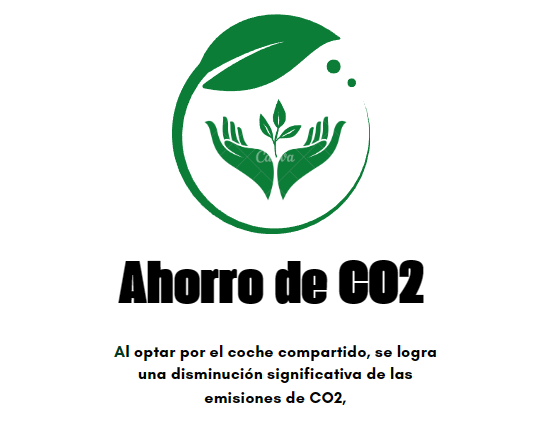 Canva
Ahorro de CO2
Al optar por el coche compartido, se logra
una disminución significativa de las
emisiones de CO2,